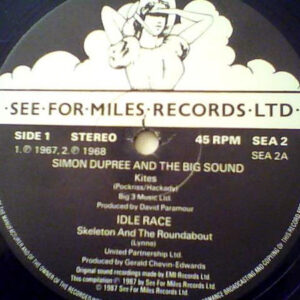 ·SEE·FOR·MILES·RECORDS·LTD·
SIDE 1 STEREO 45 RPM SEA 2
1.℗ 1967, 2.℗ 1968 SEA 2A
SIMON DUPREE AND THE BIG SOUND
Kites
(Pockriss/Hackady)
Big 3 Music Ltd.
Produced by David Paramour
IDLE RACE
Skeleton And The Roundabout
(Lynne)
United Partnership Ltd.
Produced by Gerald Chevin-Edwards
Original sound recordings made by EMI Records Ltd.
This compilation ℗ 1987 See For Miles Records Ltd.
© 1987 See For Miles Records Ltd.